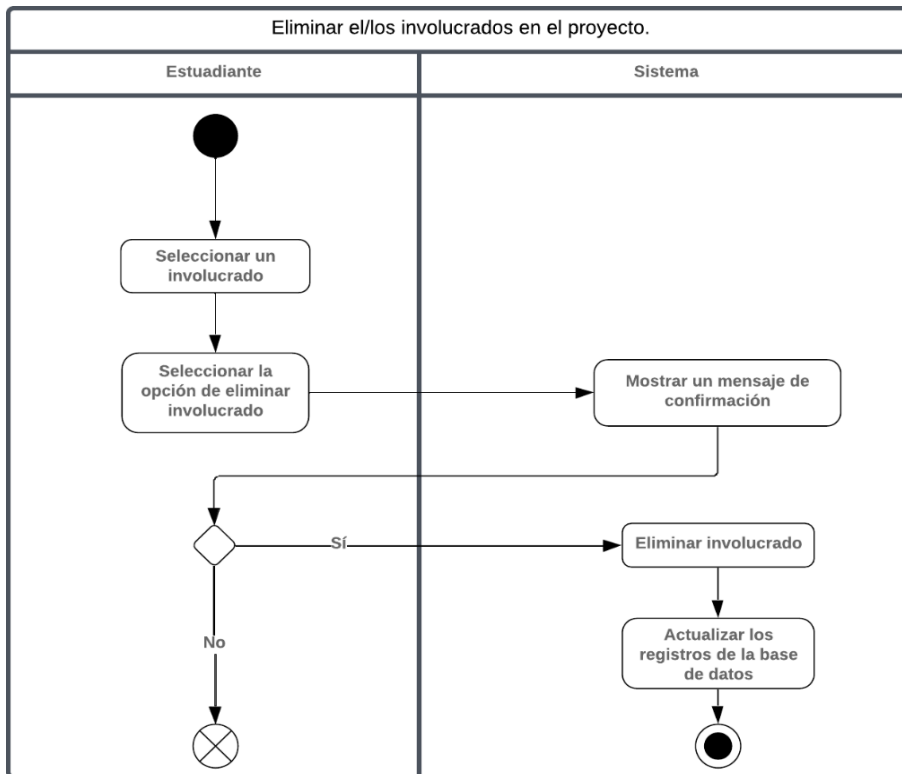 Eliminar el/los involucrados en el proyecto.
Estuadiante
Sistema
Seleccionar un
involucrado
Seleccionar la
opción de eliminar
involucrado
Mostrar un mensaje de
confirmación
Sí
Eliminar involucrado
No
Actualizar los
registros de la base
de datos